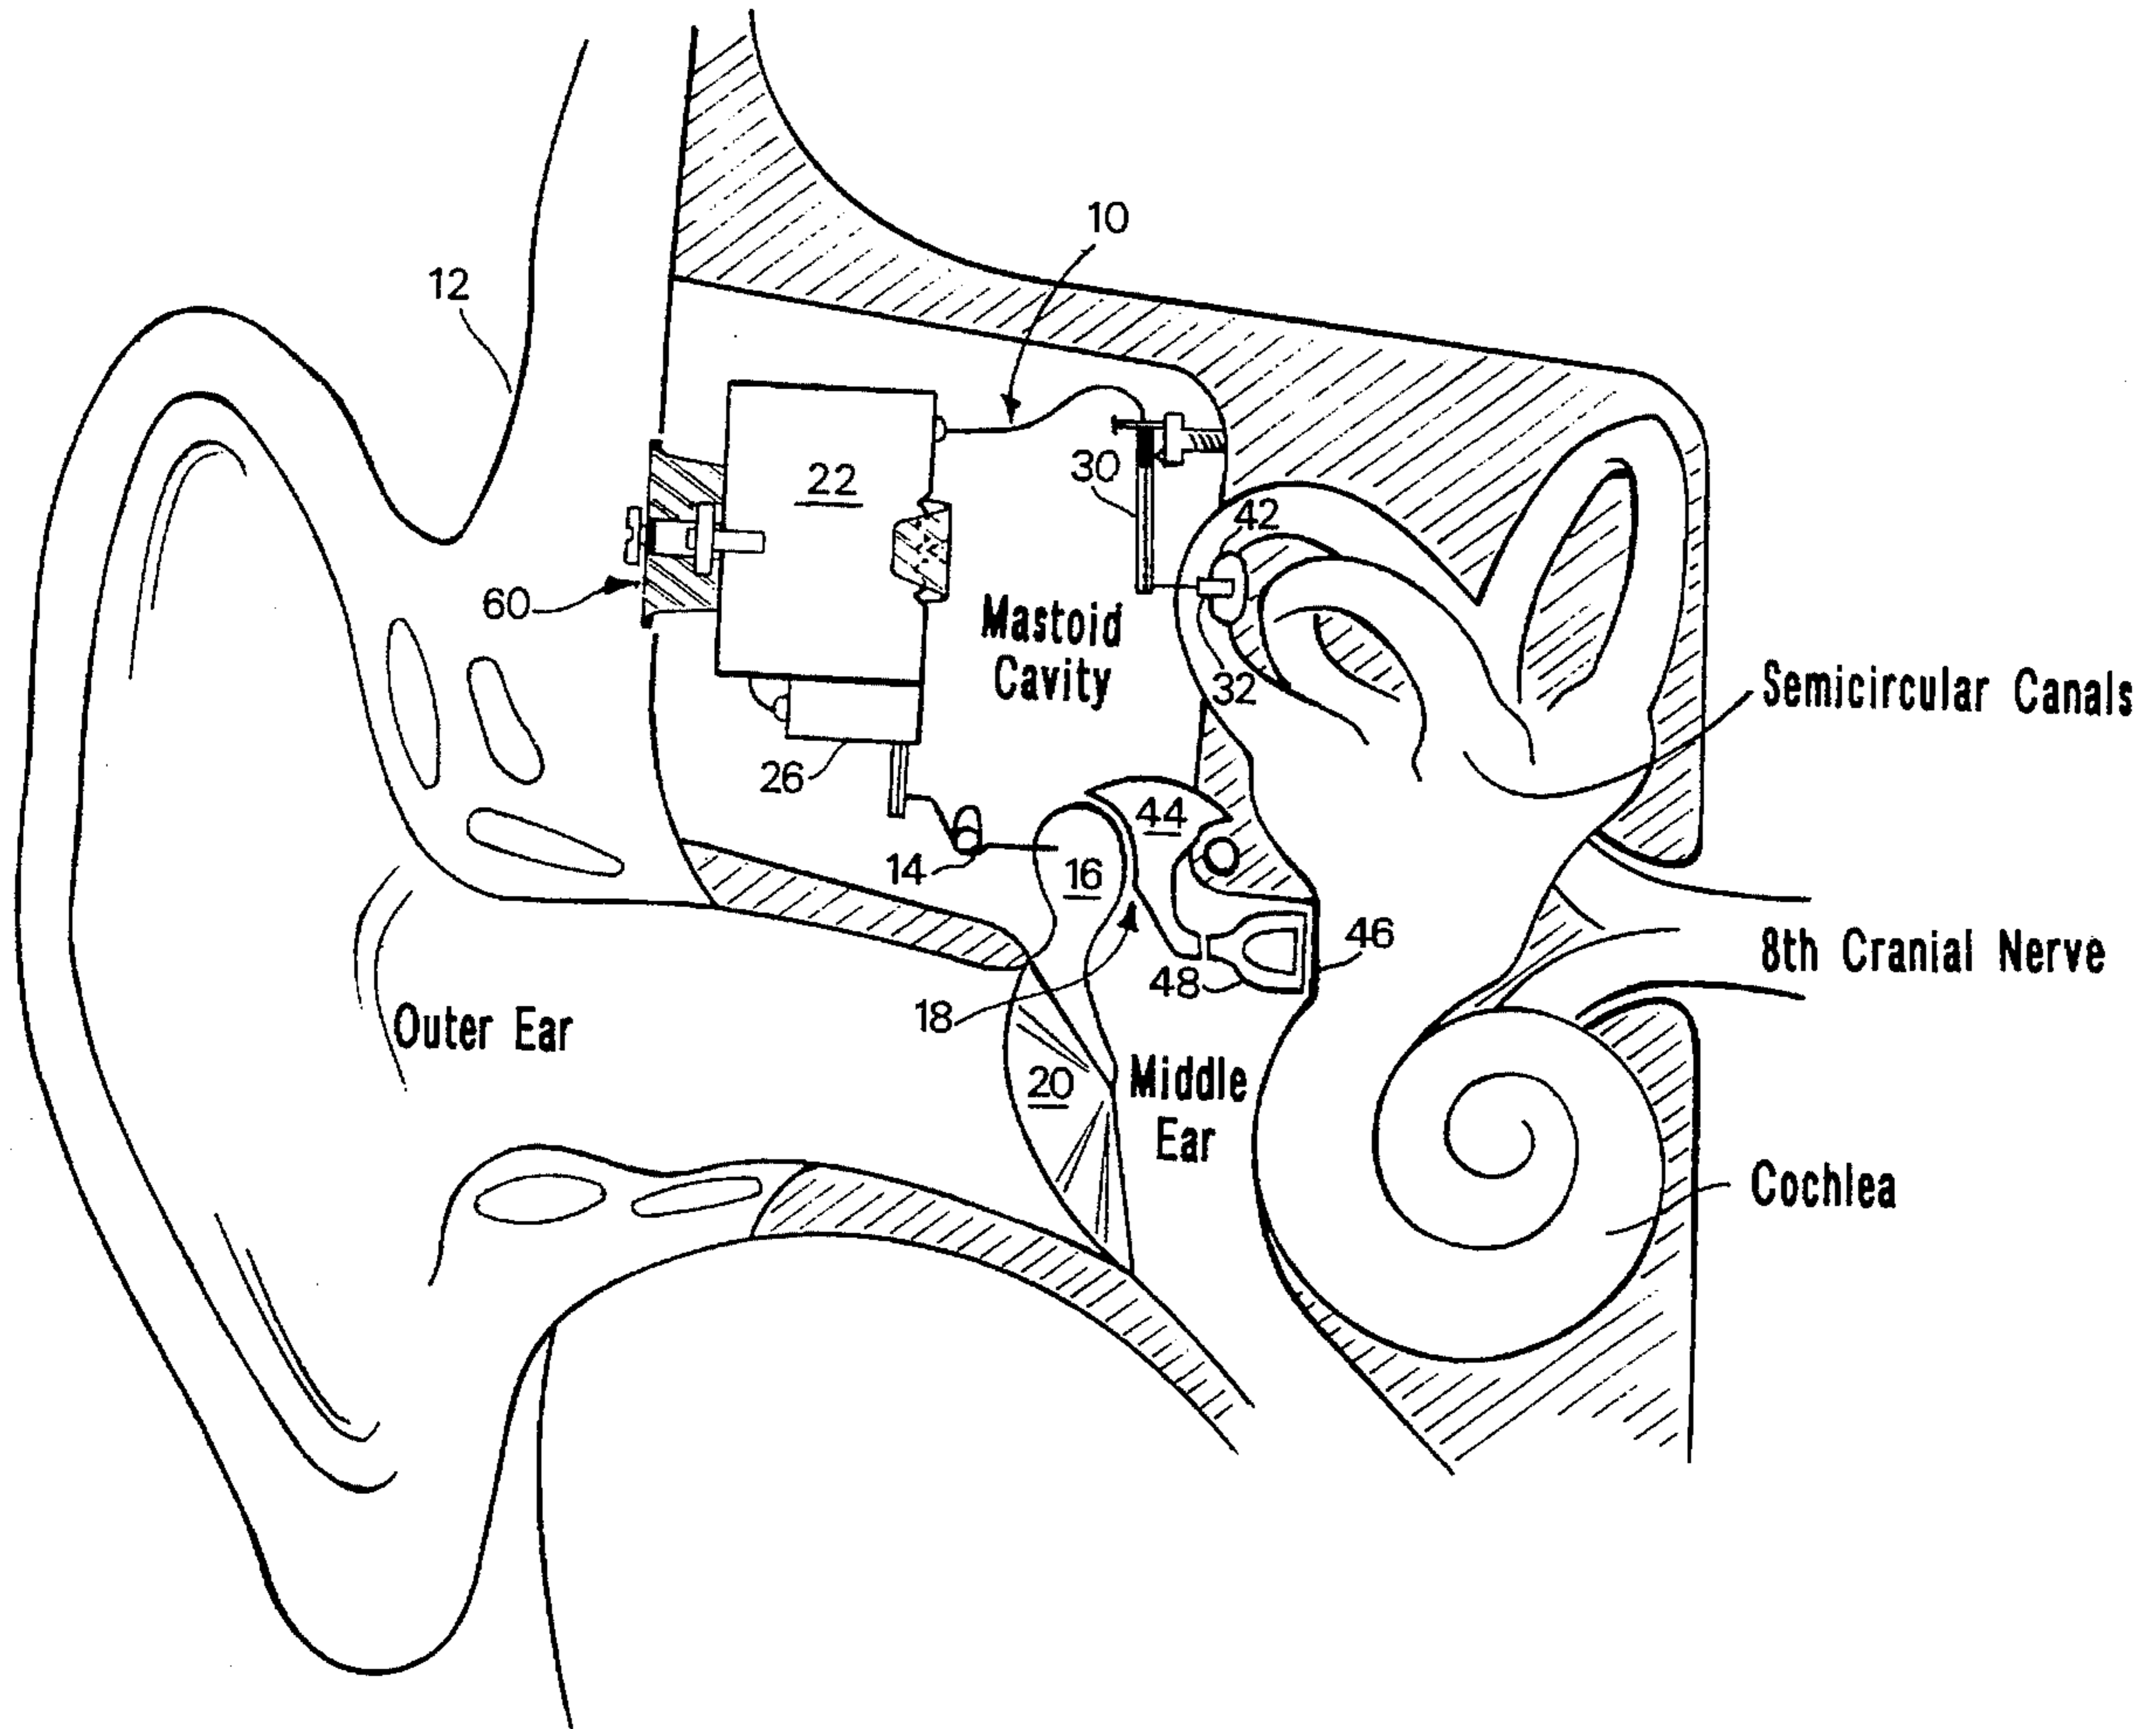 10
12
22
30
42
60
Mastoid
Cavity
32
Semicircular Canals
26
44
14
16
46
8th Cranial Nerve
48
18
Outer Ear
20
Middle
Ear
Cochlea